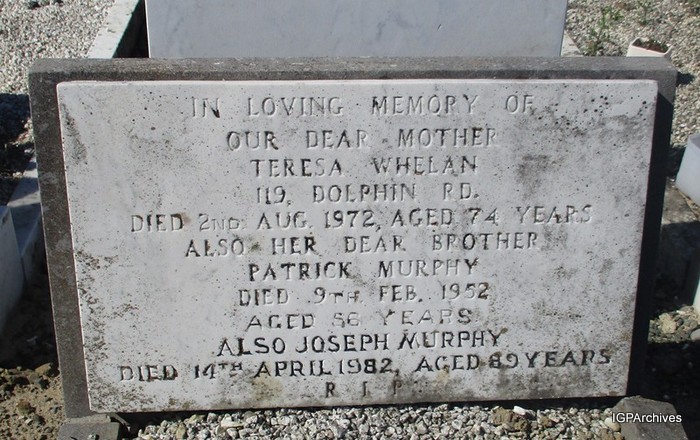 IN LOVING MEMORY OF
OUR DEAR MOTHER
TERESA WHELAN
119, DOLPHIN RD.
DIED 2ND AUG. 1972, AGED 74 YEARS
ALSO HER DEAR BROTHER
PATRICK MURPHY
DIED 9TH FEB. 1952
AGED 56 YEARS
ALSO JOSEPH MURPHY
DIED 14TH APRIL 1982, AGED 89 YEARS
R I P
IGPArchives